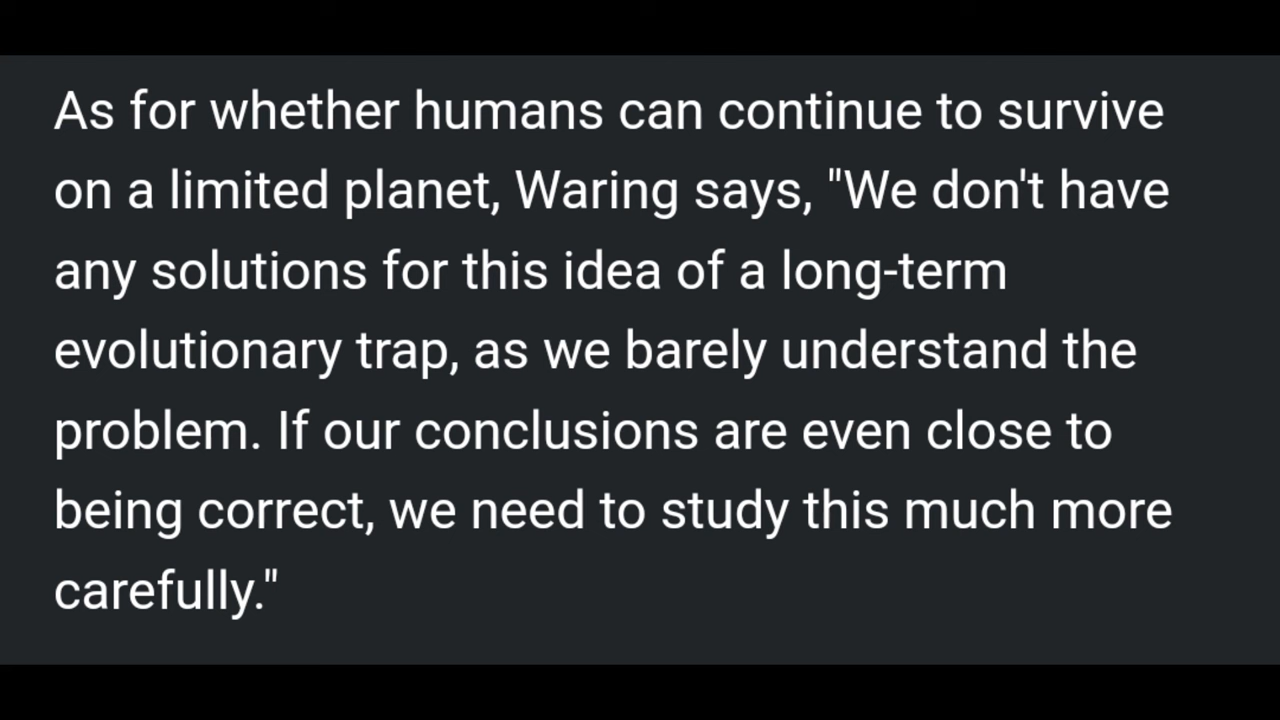 As for whether humans can continue to survive
on a limited planet, Waring says, "We don't have
any solutions for this idea of a long-term
evolutionary trap, as we barely understand the
problem. If our conclusions are even close to
being correct, we need to study this much more
carefully."